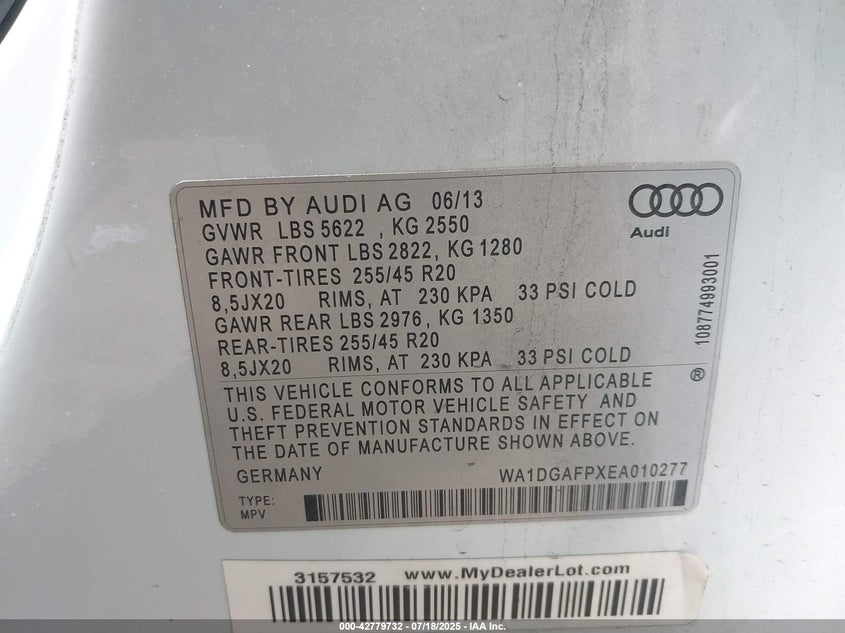 MFD BY AUDI AG 06/13
GVWR LBS 5622 , KG 2550
GAWR FRONT LBS 2822, KG 1280
FRONT-TIRES 255/45 R20
8,5JX20 RIMS, AT 230 KPA 33 PSI COLD
GAWR REAR LBS 2976, KG 1350
REAR-TIRES 255/45 R20
8,5JX20 RIMS, AT 230 KPA 33 PSI COLD
Audi
108774993001
®
THIS VEHICLE CONFORMS TO ALL APPLICABLE
U.S. FEDERAL MOTOR VEHICLE SAFETY AND
THEFT PREVENTION STANDARDS IN EFFECT ON
THE DATE OF MANUFACTURE SHOWN ABOVE.
GERMANY WA1DGAFPXEA010277
TYPE:
MPV
3157532 www.MyDealerLot.com
000-42779732 - 07/18/2025 - IAA Inc.